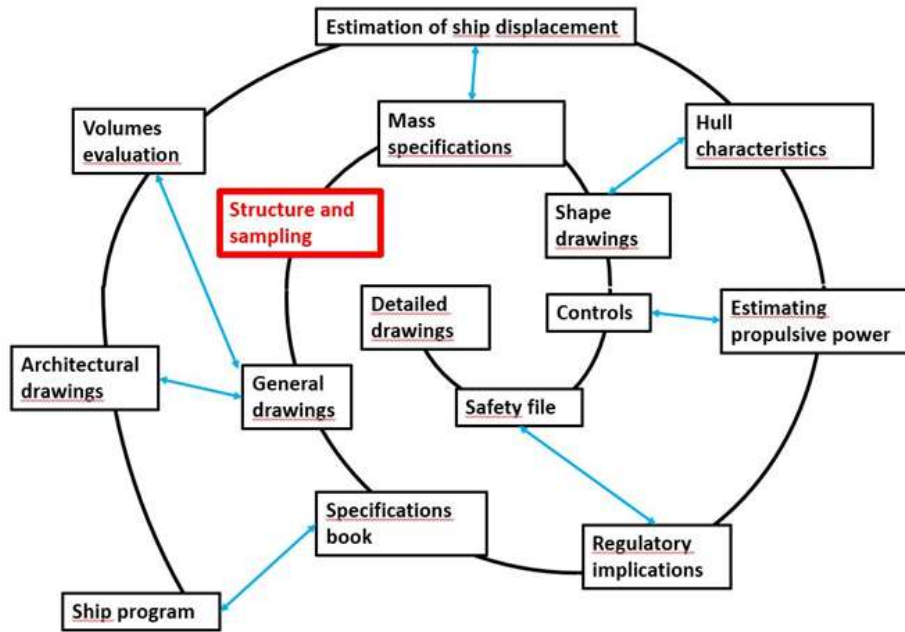 Estimation of ship displacement
Volumes
evaluation
Mass
specifications
Hull
characteristics
Structure and
sampling
Shape
drawings
Detailed
drawings
Controls
Estimating
propulsive power
Architectural
drawings
General
drawings
Safety file
Specifications
book
Regulatory
implications
Ship program